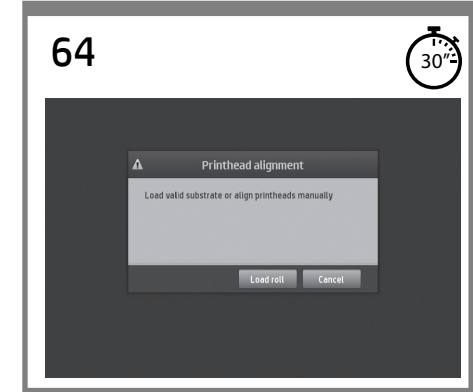 64
30"
Printhead alignment
Load valid substrate or align printheads manually
Load roll
Cancel